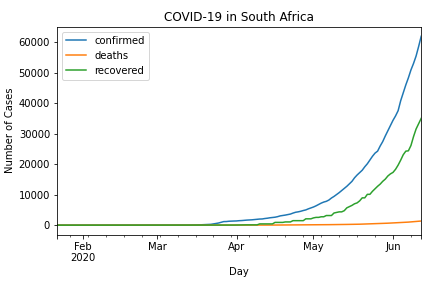 COVID-19 in South Africa
confirmed
deaths
recovered
Number of Cases
60000
50000
40000
30000
20000
10000
0
Feb Mar Apr May Jun
2020
Day